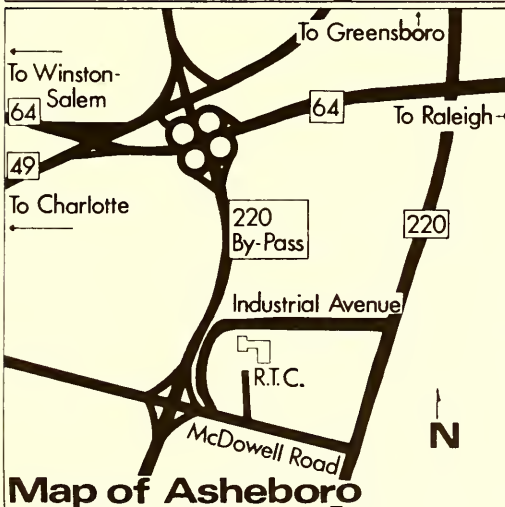 To Greensboro
To Winston-
Salem
64
64
To Raleigh
49
To Charlotte
220
By-Pass
220
Industrial Avenue
R.T.C.
McDowell Road
N
Map of Asheboro